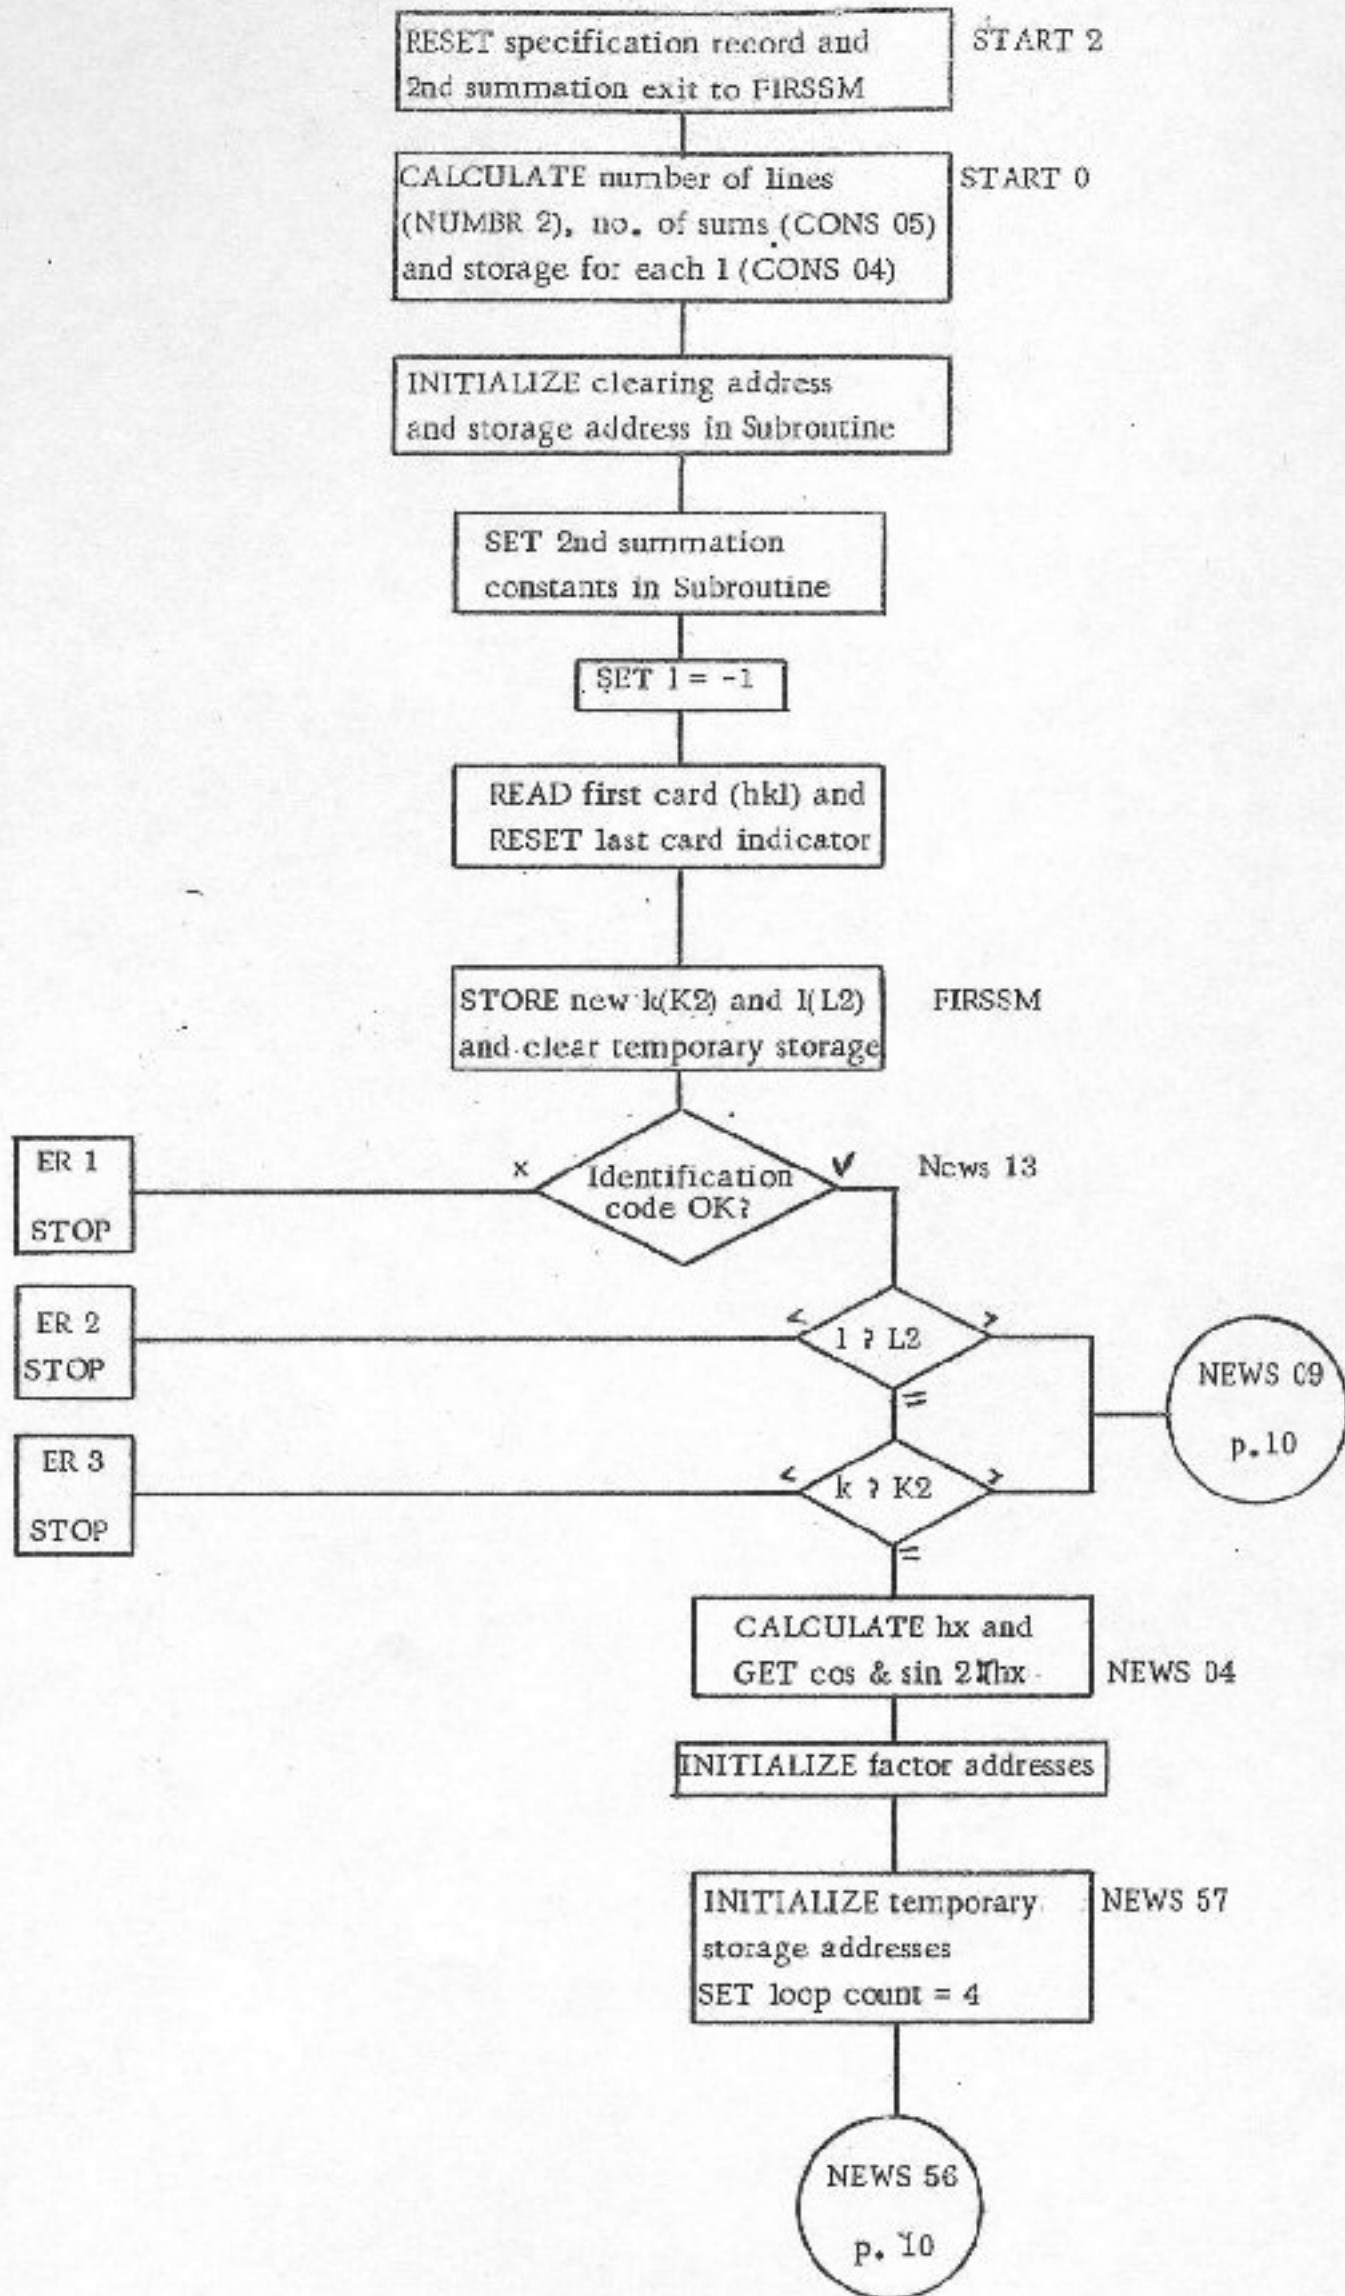 RESET specification record and
2nd summation exit to FIRSSM
START 2
CALCULATE number of lines
(NUMBR 2), no. of sums (CONS 05)
and storage for each l (CONS 04)
START 0
INITIALIZE clearing address
and storage address in Subroutine
SET 2nd summation
constants in Subroutine
SET l = -1
READ first card (hkl) and
RESET last card indicator
STORE new k(K2) and l(L2)
and clear temporary storage
FIRSSM
ER 1
STOP
x
Identification
code OK?
✓
News 13
ER 2
STOP
<
l ? L2
>
=
NEWS 09
p. 10
ER 3
STOP
<
k ? K2
>
=
CALCULATE hx and
GET cos & sin 2πhx
NEWS 04
INITIALIZE factor addresses
INITIALIZE temporary
storage addresses
SET loop count = 4
NEWS 57
NEWS 56
p. 10